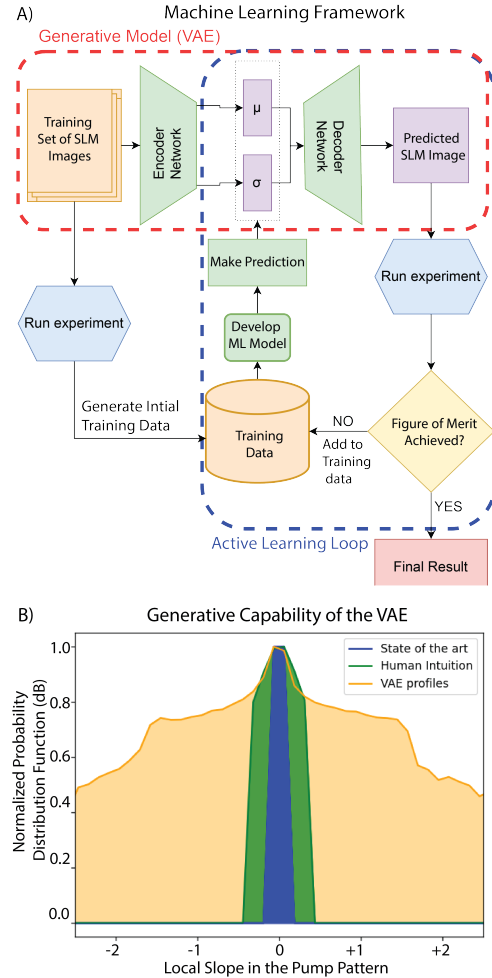 A)
Machine Learning Framework
Generative Model (VAE)
Training
Set of SLM
Images
Encoder
Network
μ
σ
Decoder
Network
Predicted
SLM Image
Run experiment
Make Prediction
Run experiment
Develop
ML Model
Generate Intial
Training Data
Training
Data
NO
Add to
Training
data
Figure of Merit
Achieved?
YES
Active Learning Loop
Final Result
B)
Generative Capability of the VAE
Normalized Probability
Distribution Function (dB)
1.0
0.8
0.6
0.4
0.2
0.0
State of the art
Human Intuition
VAE profiles
-2
-1
0
+1
+2
Local Slope in the Pump Pattern